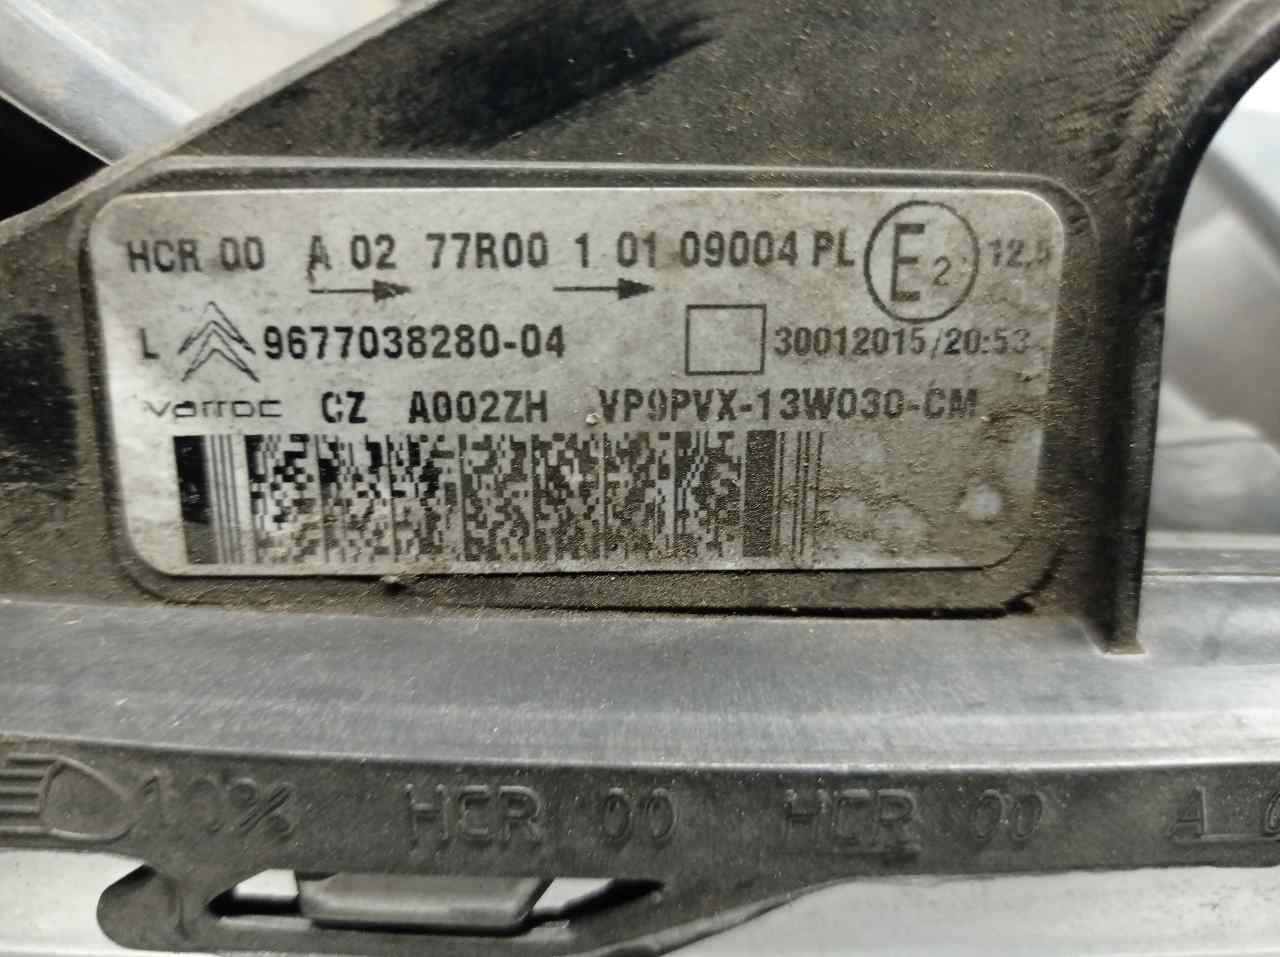 HCR 00 A 02 77R00 1 01 09004 PL E2 12,5
L 9677038280-04 30012015/20:53
varroc CZ A002ZH VP9PVX-13W030-CM
10% HCR 00 HCR 00 A